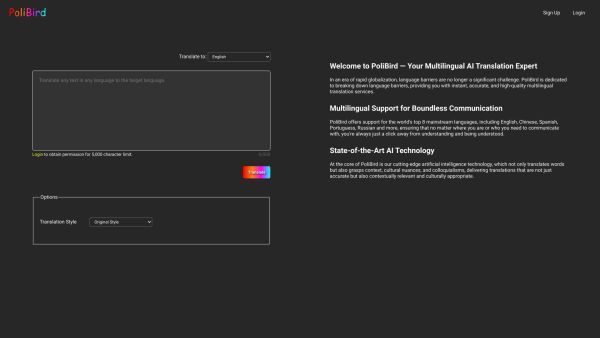 PoliBird
Sign Up
Login
Translate to:
English
Translate any text in any language to the target language.
Login to obtain permission for 5,000 character limit.
Translate
Options
Translation Style
Original Style
Welcome to PoliBird — Your Multilingual AI Translation Expert
In an era of rapid globalization, language barriers are no longer a significant challenge. PoliBird is dedicated
to breaking down language barriers, providing you with instant, accurate, and high-quality multilingual
translation services.
Multilingual Support for Boundless Communication
PoliBird offers support for the world's top 8 mainstream languages, including English, Chinese, Spanish,
Portuguese, Russian and more, ensuring that no matter where you are or who you need to communicate
with, you're always just a click away from understanding and being understood.
State-of-the-Art AI Technology
At the core of PoliBird is our cutting-edge artificial intelligence technology, which not only translates words
but also grasps context, cultural nuances, and colloquialisms, delivering translations that are not just
accurate but also contextually relevant and culturally appropriate.